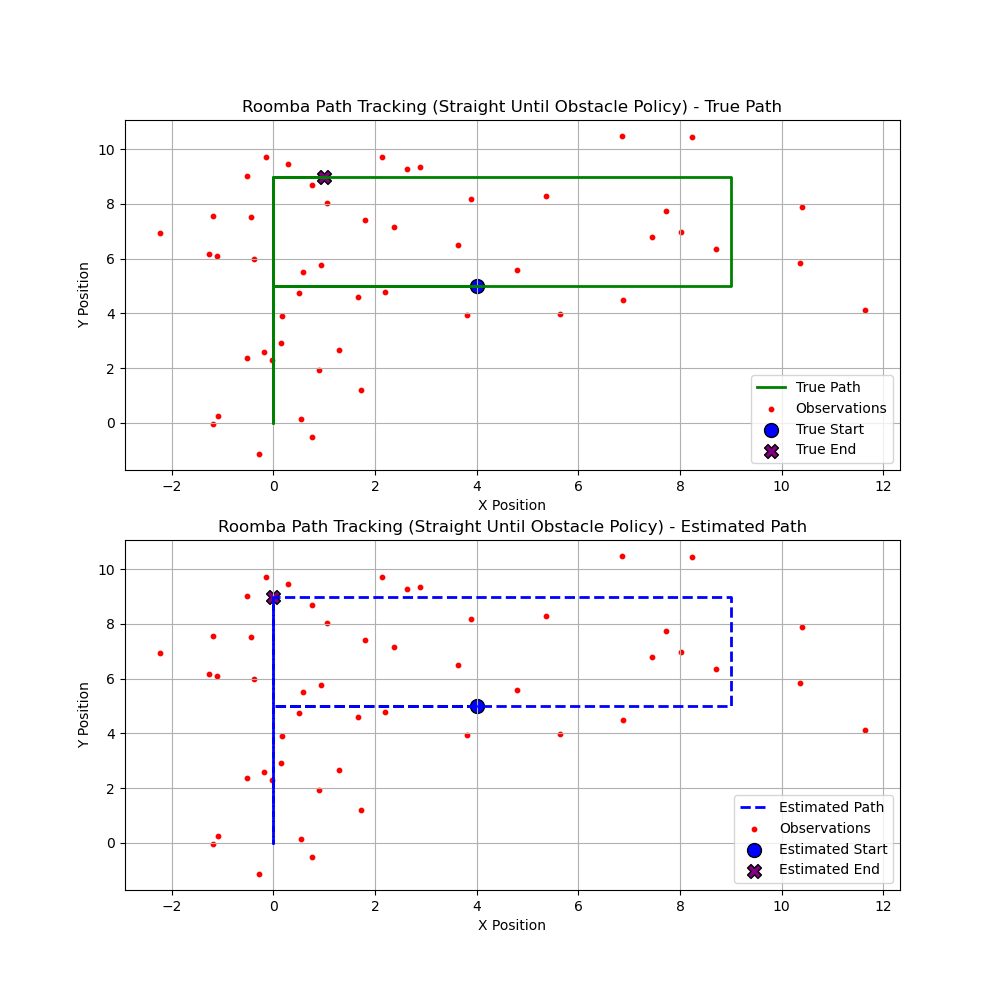 Roomba Path Tracking (Straight Until Obstacle Policy) - True Path
10
8
6
4
2
0
Y Position
−2 0 2 4 6 8 10 12
X Position
True Path
Observations
True Start
True End
Roomba Path Tracking (Straight Until Obstacle Policy) - Estimated Path
10
8
6
4
2
0
Y Position
−2 0 2 4 6 8 10 12
X Position
Estimated Path
Observations
Estimated Start
Estimated End